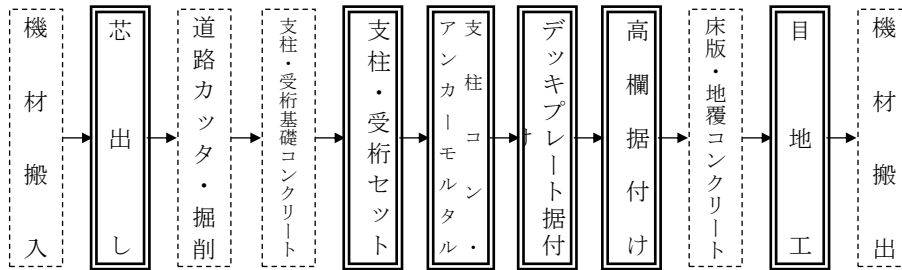 機材搬入
芯出し
道路カッタ・掘削
支柱・受桁基礎コンクリート
支柱・受桁セット
支柱コン・
アンカーモルタル
デッキプレート据付
け
高欄据付け
床版・地覆コンクリート
目地工
機材搬出